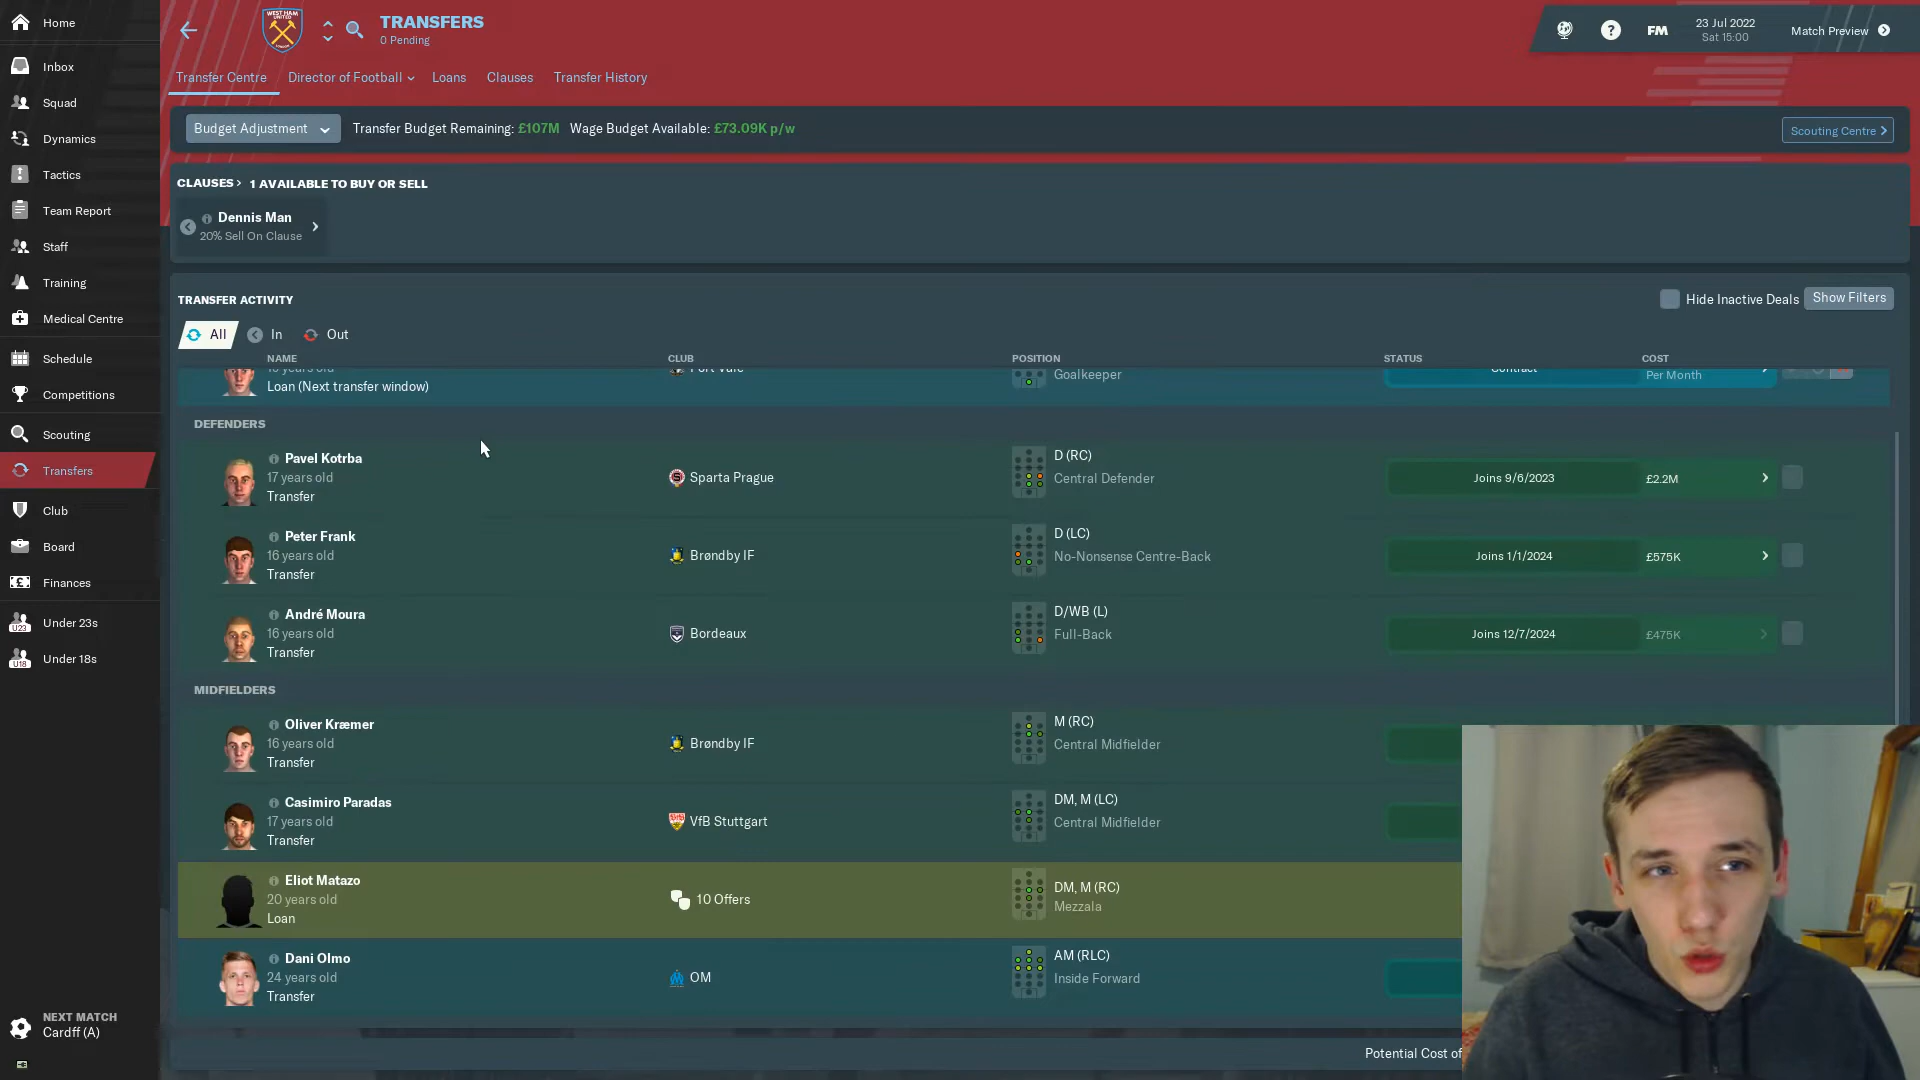 Home
Inbox
Squad
Dynamics
Tactics
Team Report
Staff
Training
Medical Centre
Schedule
Competitions
Scouting
Transfers
Club
Board
Finances
U23
Under 23s
U18
Under 18s
NEXT MATCH
Cardff (A)
WEST HAM
UNITED
LONDON
TRANSFERS
0 Pending
FM
23 Jul 2022
Sat 15:00
Match Preview
Transfer Centre
Director of Football
Loans
Clauses
Transfer History
Budget Adjustment
Transfer Budget Remaining: £107M
Wage Budget Available: £73.09K p/w
Scouting Centre
CLAUSES> 1 AVAILABLE TO BUY OR SELL
Dennis Man
20% Sell On Clause
TRANSFER ACTIVITY
Hide Inactive Deals
Show Filters
All
In
Out
NAME
CLUB
POSITION
STATUS
COST
Loan (Next transfer window)
Port Vale
Goalkeeper
Contract
Per Month
DEFENDERS
Pavel Kotrba
17 years old
Transfer
Sparta Prague
D (RC)
Central Defender
Joins 9/6/2023
£2.2M
Peter Frank
16 years old
Transfer
Brøndby IF
D (LC)
No-Nonsense Centre-Back
Joins 1/1/2024
£575K
André Moura
16 years old
Transfer
Bordeaux
D/WB (L)
Full-Back
Joins 12/7/2024
£475K
MIDFIELDERS
Oliver Kræmer
16 years old
Transfer
Brøndby IF
M (RC)
Central Midfielder
Casimiro Paradas
17 years old
Transfer
VfB Stuttgart
DM, M (LC)
Central Midfielder
Eliot Matazo
20 years old
Loan
10 Offers
DM, M (RC)
Mezzala
Dani Olmo
24 years old
Transfer
OM
AM (RLC)
Inside Forward
Potential Cost of